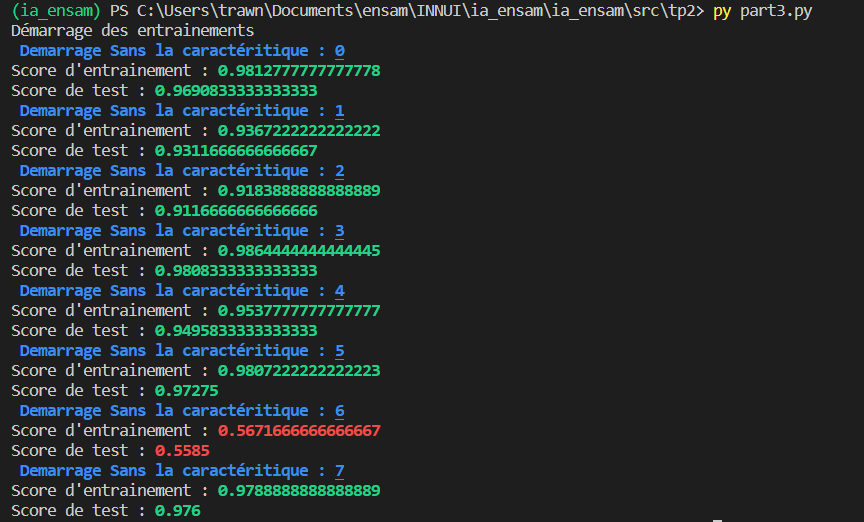 (ia_ensam) PS C:\Users\trawn\Documents\ensam\INNUI\ia_ensam\ia_ensam\src\tp2> py part3.py
Démarrage des entrainements
Demarrage Sans la caractéritique : 0
Score d'entrainement : 0.9812777777777778
Score de test : 0.9690833333333333
Demarrage Sans la caractéritique : 1
Score d'entrainement : 0.9367222222222222
Score de test : 0.9311666666666667
Demarrage Sans la caractéritique : 2
Score d'entrainement : 0.9183888888888889
Score de test : 0.9116666666666666
Demarrage Sans la caractéritique : 3
Score d'entrainement : 0.9864444444444445
Score de test : 0.9808333333333333
Demarrage Sans la caractéritique : 4
Score d'entrainement : 0.9537777777777777
Score de test : 0.9495833333333333
Demarrage Sans la caractéritique : 5
Score d'entrainement : 0.9807222222222223
Score de test : 0.97275
Demarrage Sans la caractéritique : 6
Score d'entrainement : 0.5671666666666667
Score de test : 0.5585
Demarrage Sans la caractéritique : 7
Score d'entrainement : 0.9788888888888889
Score de test : 0.976